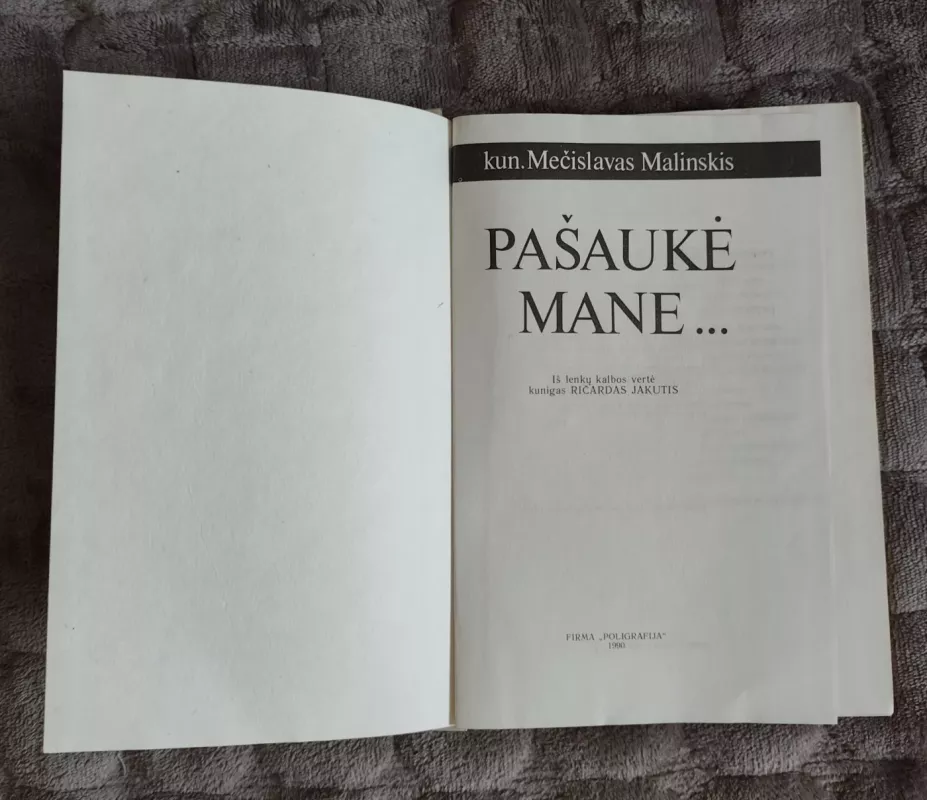 kun. Mečislavas Malinskis
PAŠAUKĖ
MANE...
Iš lenkų kalbos vertė
kunigas RIČARDAS JAKUTIS
FIRMA „POLIGRAFIJA“
1990